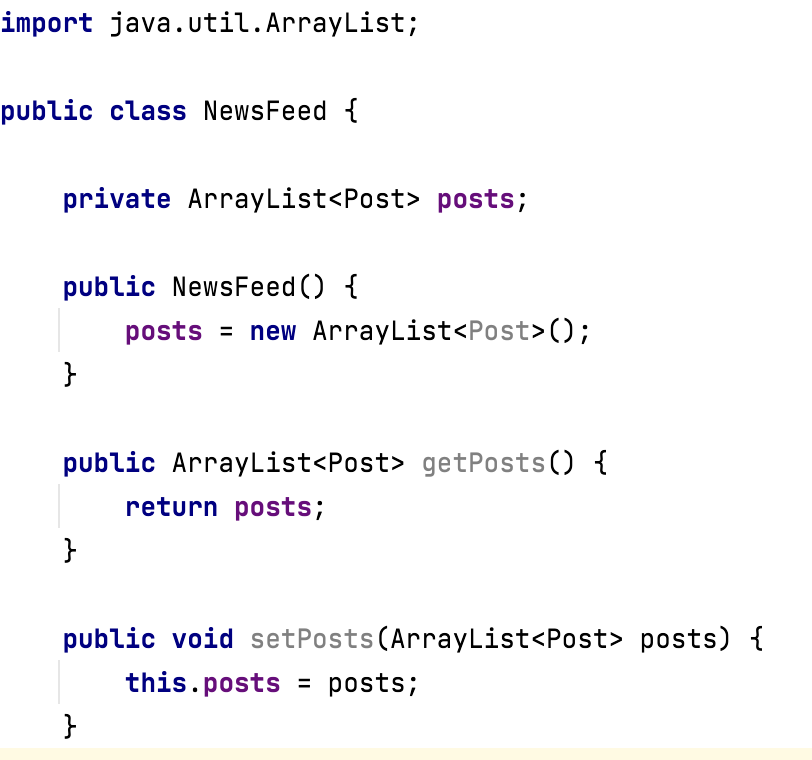 import java.util.ArrayList;
public class NewsFeed {
private ArrayList<Post> posts;
public NewsFeed() {
posts = new ArrayList<Post>();
}
public ArrayList<Post> getPosts() {
return posts;
}
public void setPosts(ArrayList<Post> posts) {
this.posts = posts;
}